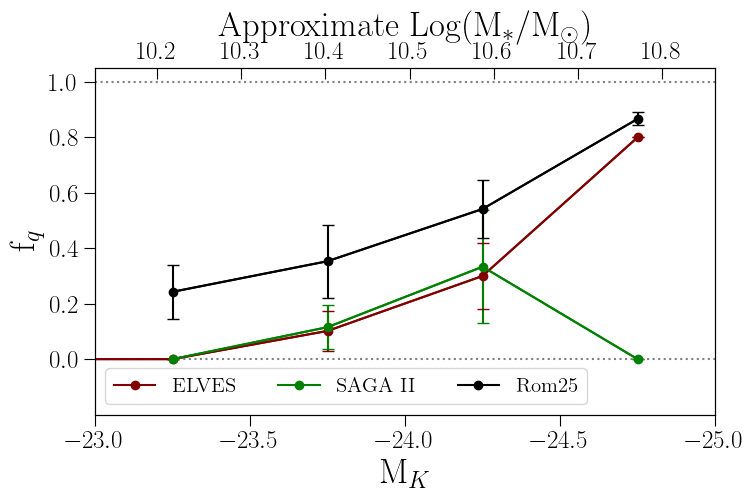 Approximate Log(M*/M☉)
10.2 10.3 10.4 10.5 10.6 10.7 10.8
1.0
0.8
0.6
0.4
0.2
0.0
f_q
ELVES SAGA II Rom25
−23.0 −23.5 −24.0 −24.5 −25.0
M_K